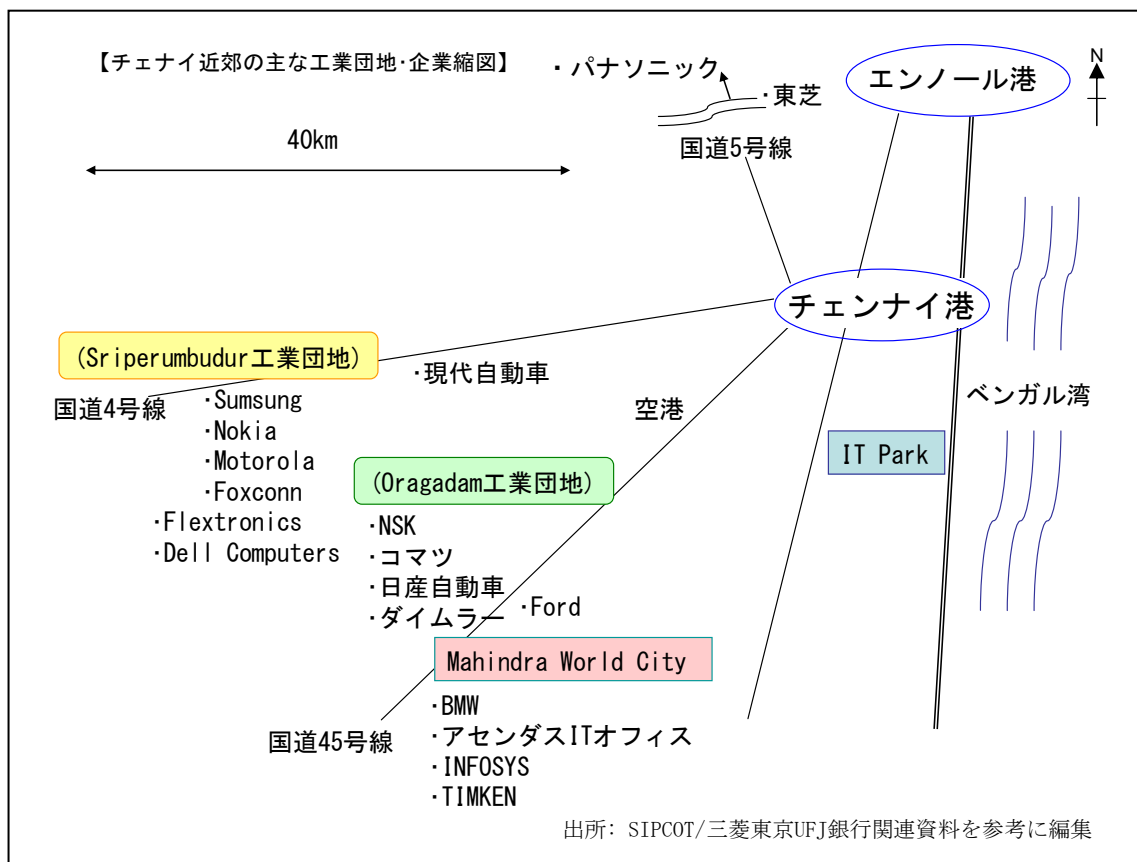 【チェナイ近郊の主な工業団地・企業縮図】
・パナソニック
エンノール港
N
・東芝
40km
国道5号線
チェンナイ港
(Sriperumbudur工業団地)
・現代自動車
国道4号線
・Sumsung
・Nokia
・Motorola
・Foxconn
・Flextronics
・Dell Computers
空港
ベンガル湾
IT Park
(Oragadam工業団地)
・NSK
・コマツ
・日産自動車
・ダイムラー
・Ford
Mahindra World City
・BMW
・アセンダスITオフィス
・INFOSYS
・TIMKEN
国道45号線
出所: SIPCOT/三菱東京UFJ銀行関連資料を参考に編集